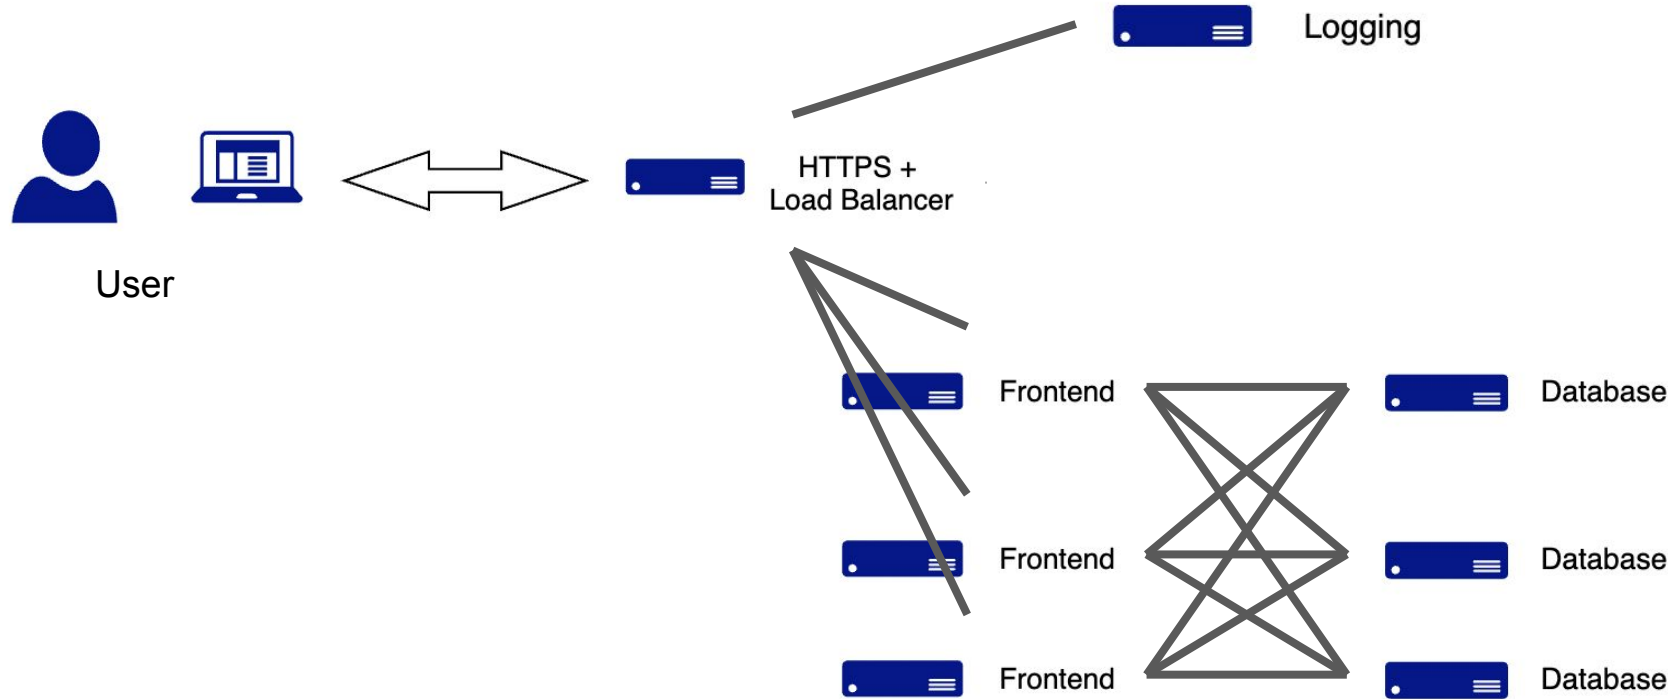 Logging
HTTPS +
Load Balancer
User
Frontend
Database
Frontend
Database
Frontend
Database